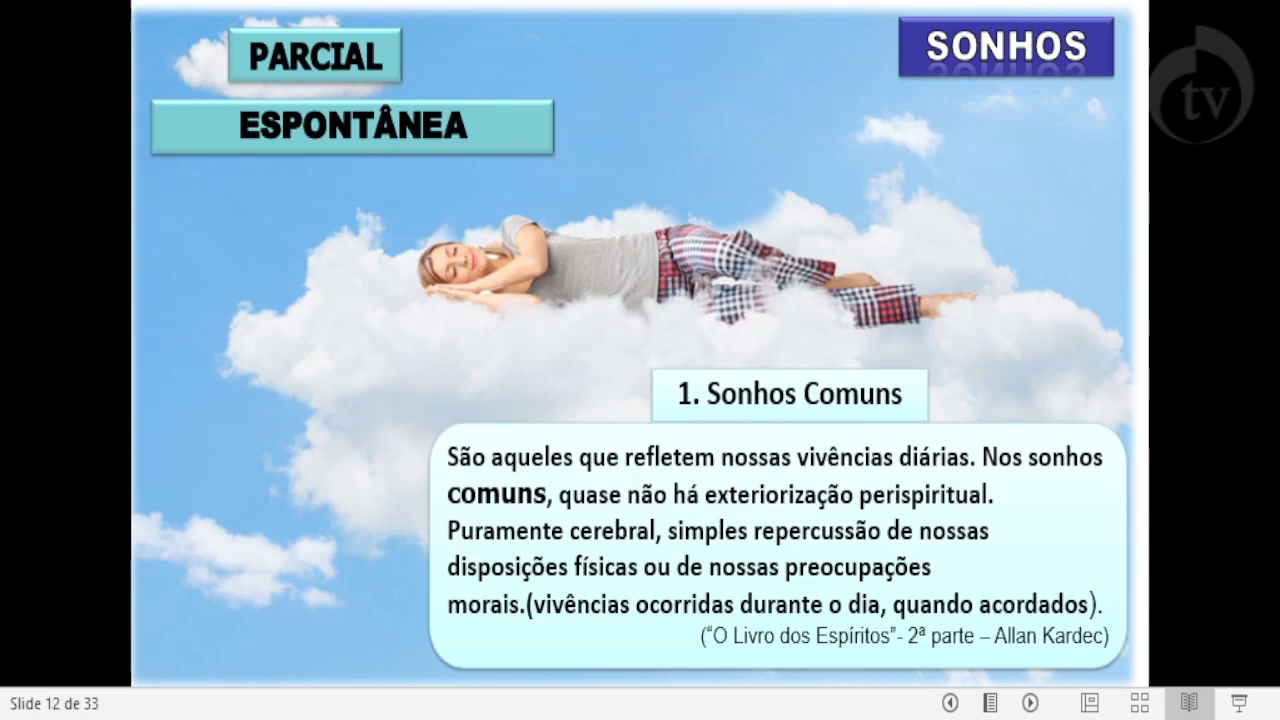 PARCIAL
SONHOS
tv
ESPONTÂNEA
1. Sonhos Comuns
São aqueles que refletem nossas vivências diárias. Nos sonhos
comuns, quase não há exteriorização perispiritual.
Puramente cerebral, simples repercussão de nossas
disposições físicas ou de nossas preocupações
morais.(vivências ocorridas durante o dia, quando acordados).
(“O Livro dos Espíritos”- 2ª parte – Allan Kardec)
Slide 12 de 33